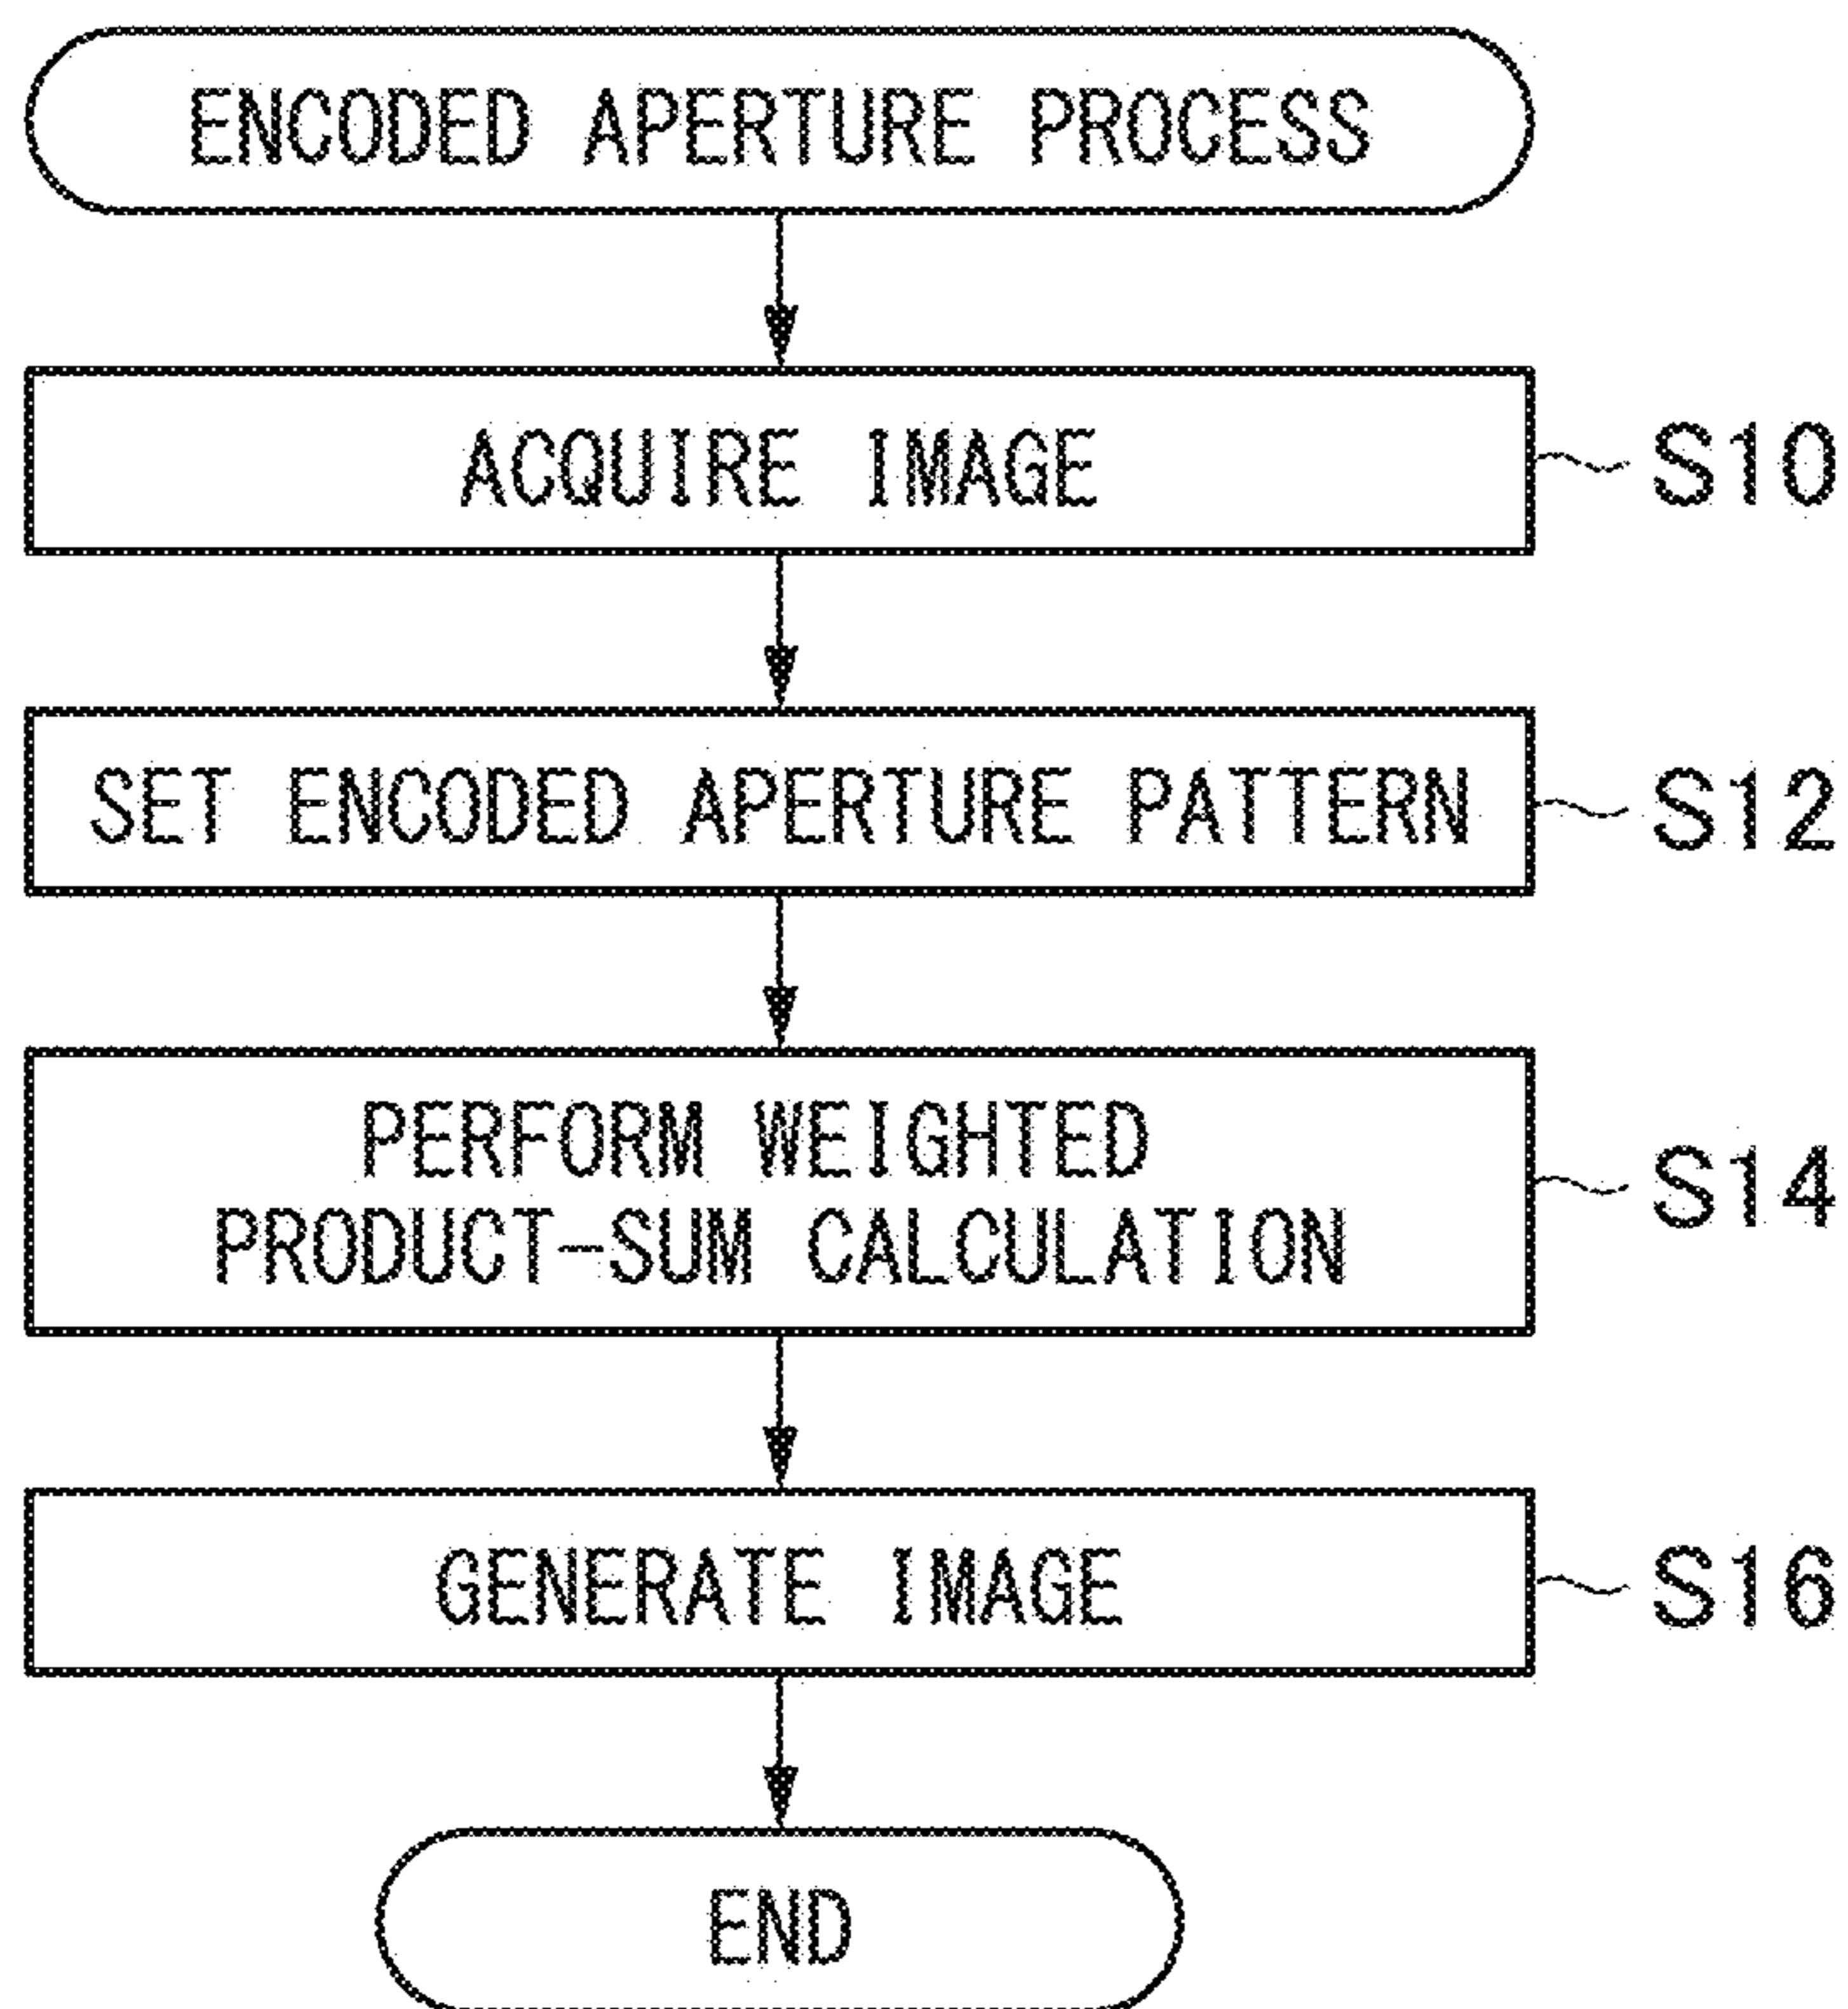 ENCODED APERTURE PROCESS
ACQUIRE IMAGE
S10
SET ENCODED APERTURE PATTERN
S12
PERFORM WEIGHTED
PRODUCT-SUM CALCULATION
S14
GENERATE IMAGE
S16
END